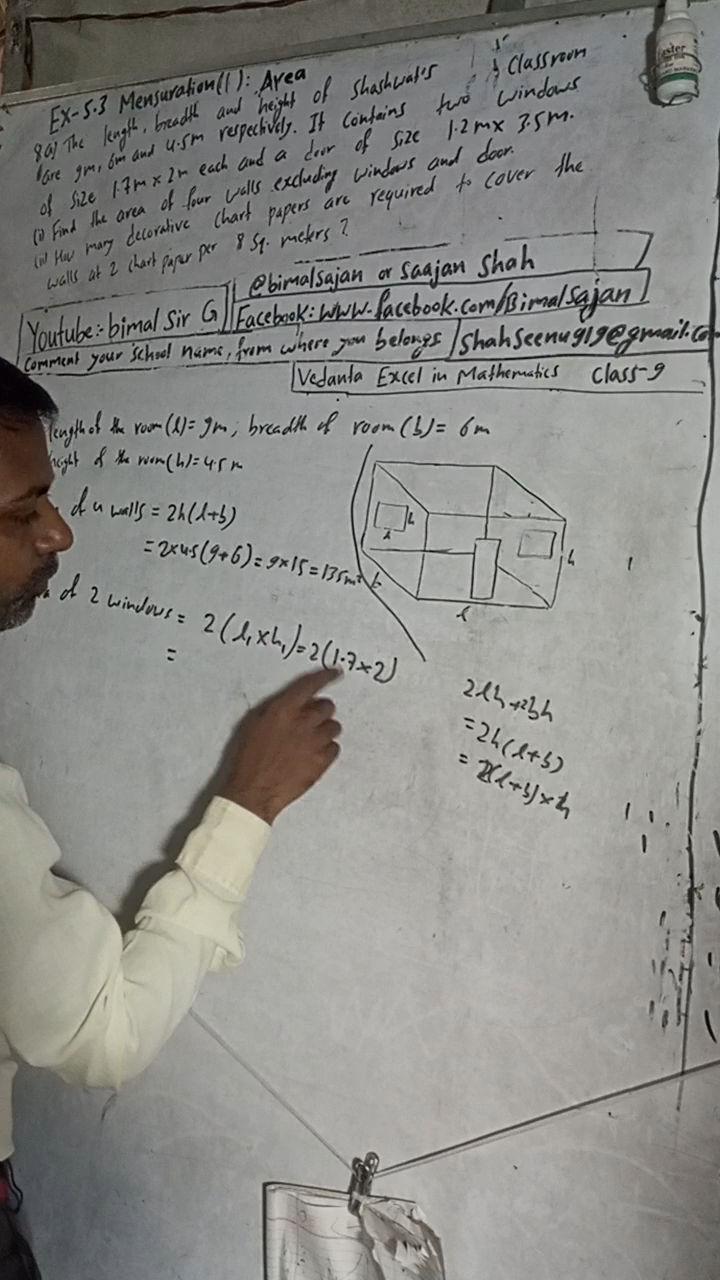 Ex-5.3 Mensuration(I): Area
8a) The length, breadth and height of Shashwat's Classroom
are 9m, 6m and 4.5m respectively. It contains two windows
of size 1.7m × 2m each and a door of size 1.2m × 3.5m.
(i) Find the area of four walls excluding windows and door.
(ii) How many decorative chart papers are required to cover the
walls at 2 chart paper per 8 sq. meters?
@bimalsajan or Saajan Shah
Youtube:- bimal Sir G
Facebook: www.facebook.com/Bimalsajan
Comment your School name, from where you belongs
shahseenu919@gmail.co
Vedanta Excel in Mathematics Class-9
length of the room (l) = 9m, breadth of room (b) = 6m
height of the room (h) = 4.5 m
of 4 walls = 2h(l+b)
= 2×4.5(9+6) = 9×15 = 135m²
of 2 windows = 2(l₁×h₁) = 2(1.7×2)
=
h
l
h
b
l
2lh+2bh
= 2h(l+b)
= 2(l+b)×h